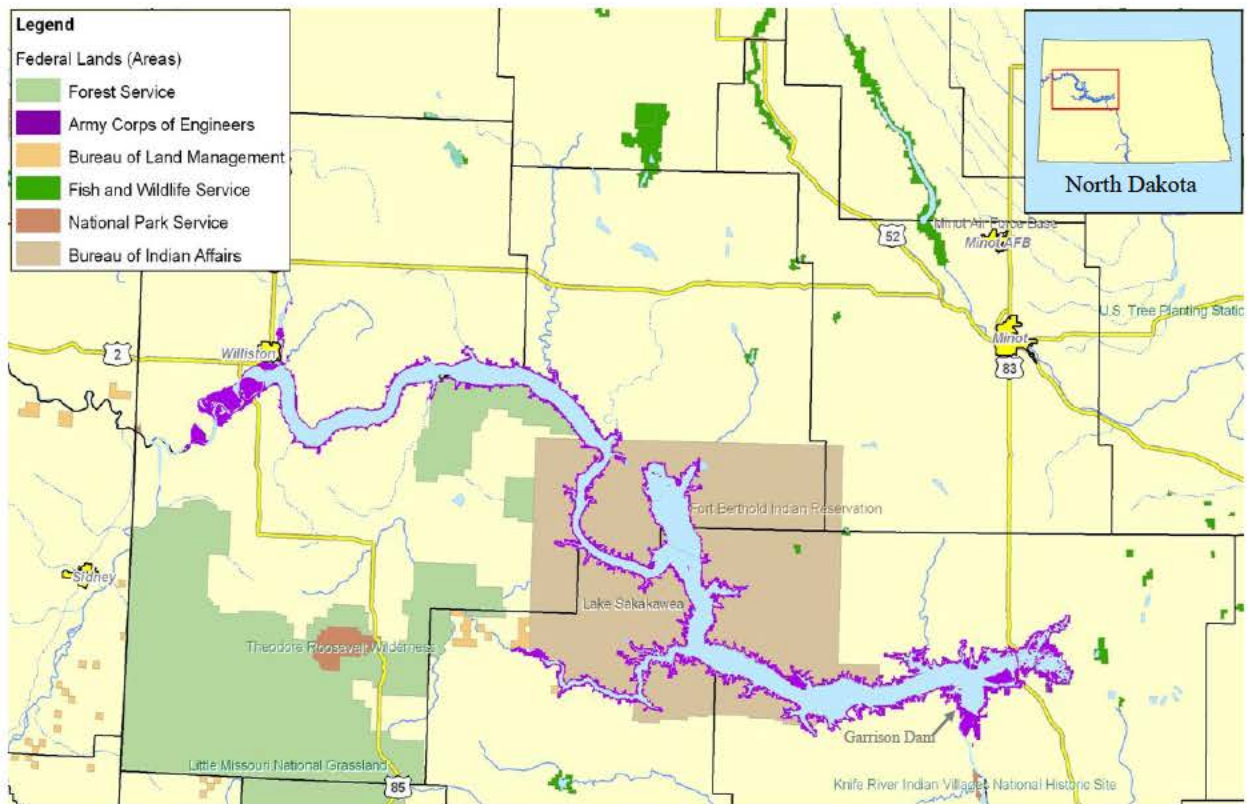 Legend
Federal Lands (Areas)
Forest Service
Army Corps of Engineers
Bureau of Land Management
Fish and Wildlife Service
National Park Service
Bureau of Indian Affairs
North Dakota
Minot Air Force Base
52
Minot AFB
U.S. Tree Planting Static
Williston
2
Minot
83
Fort Berthold Indian Reservation
Sidney
Lake Sakakawea
Theodore Roosevelt Wilderness
Garrison Dam
Little Missouri National Grassland
85
Knife River Indian Villages National Historic Site